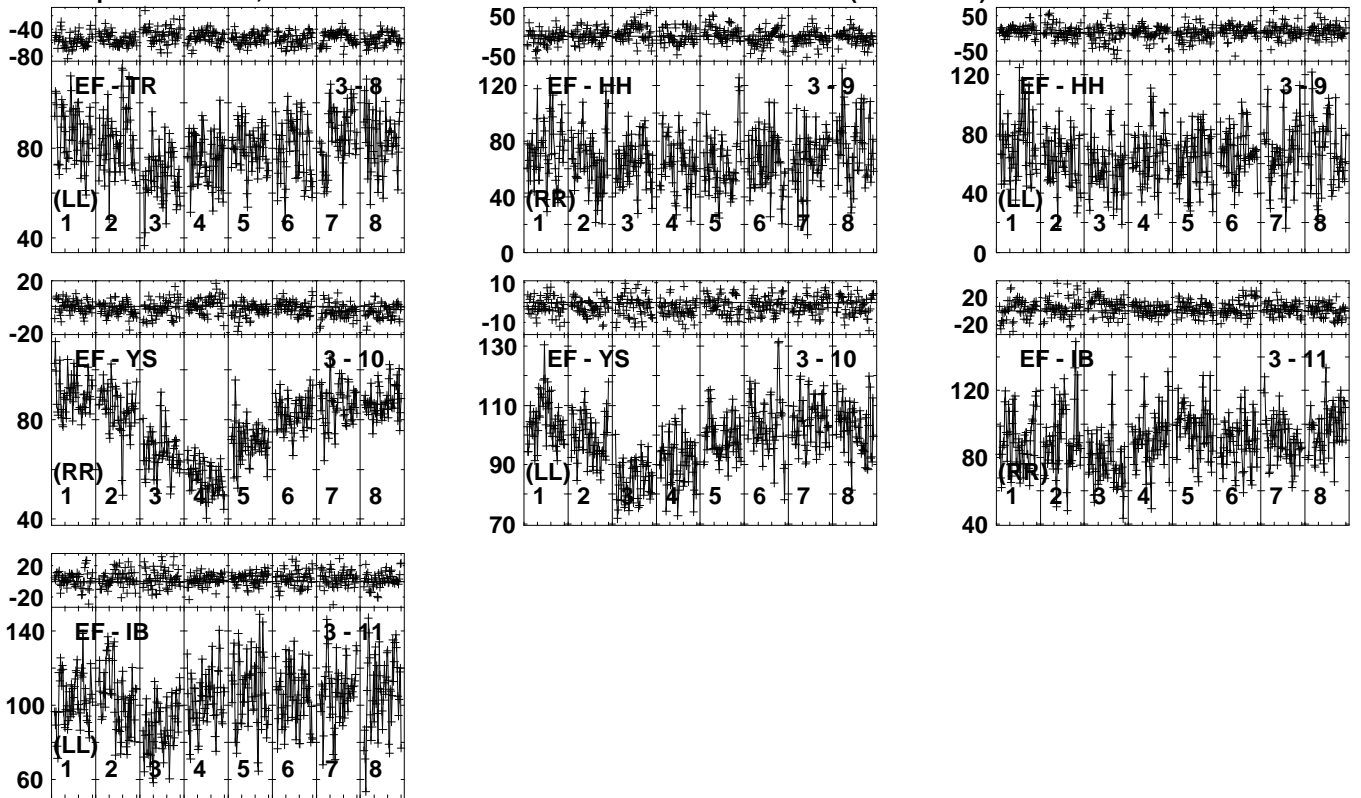 -40
-80
EF - TR 3 - 8
80
(LL)
1 2 3 4 5 6 7 8
40
50
-50
EF - HH 3 - 9
120
80
40
(RR)
1 2 3 4 5 6 7 8
0
50
-50
120
EF - HH 3 - 9
80
40
(LL)
1 2 3 4 5 6 7 8
0
20
-20
EF - YS 3 - 10
80
(RR)
1 2 3 4 5 6 7 8
40
10
-10
130
EF - YS 3 - 10
110
90
(LL)
1 2 3 4 5 6 7 8
70
20
-20
EF - IB 3 - 11
120
80
(RR)
1 2 3 4 5 6 7 8
40
20
-20
140
EF - IB 3 - 11
100
(LL)
1 2 3 4 5 6 7 8
60